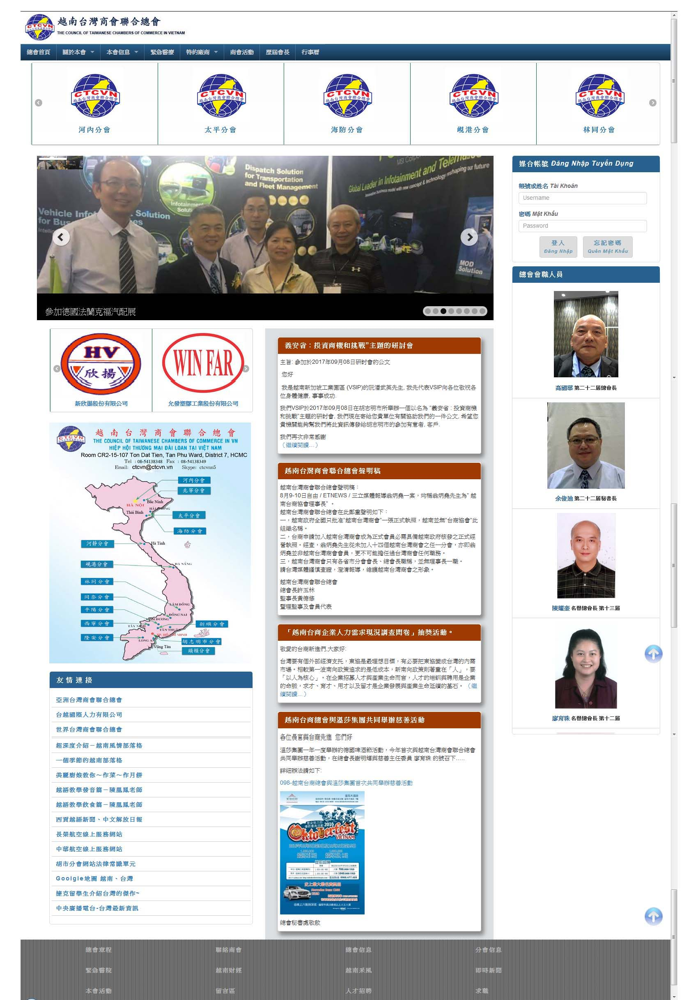 越南台灣商會聯合總會
THE COUNCIL OF TAIWANESE CHAMBERS OF COMMERCE IN VIETNAM
總會首頁 關於本會 本會信息 緊急醫療 特約廠商 商會活動 歷屆會長 行事曆
CTCVN CTCVN CTCVN CTCVN CTCVN
越南台灣商會聯合總會 越南台灣商會聯合總會 越南台灣商會聯合總會 越南台灣商會聯合總會 越南台灣商會聯合總會
河內分會 太平分會 海防分會 峴港分會 林同分會
Dispatch Solution
for Transportation
and Fleet Management
MSI Corpor
Global Leader in Infotainment and Telematics
innovative business model with new concept & technology reshaping our future
Infotainment
Vehicle Info Solution
for Bus
MOD
Solution
參加德國法蘭克福汽配展
媒合帳號 Đăng Nhập Tuyển Dụng
帳號或姓名 Tài Khoản
Username
密碼 Mật Khẩu
Password
登入
Đăng Nhập
忘記密碼
Quên Mật Khẩu
總會會職人員
高國華 第二十二屆總會長
余俊迪 第二十二屆秘書長
陳耀奎 名譽總會長 第十三屆
廖育珠 名譽總會長 第十二屆
HV
欣揚
WIN FAR
新欣揚股份有限公司 允發塑膠工業股份有限公司
CTCVN
越南台灣商會聯合總會
THE COUNCIL OF TAIWANESE CHAMBERS OF COMMERCE IN VN
HIỆP HỘI THƯƠNG MẠI ĐÀI LOAN TẠI VIỆT NAM
Room CR2-15-107 Ton Dat Tien, Tan Phu Ward, District 7, HCMC
Tel : 08-54138348 Fax : 08-54138349
Email: ctcvn@ctcvn.vn Skype: ctcvnn5
河內分會
北寧分會
Bắc Ninh
HÀ NỘI
HẢI PHÒNG
Thái Bình
太平分會
海防分會
河靜分會
Hà Tĩnh
峴港分會
ĐÀ NẴNG
林同分會
同奈分會
LÂM ĐỒNG
平陽分會
ĐỒNG NAI
BÌNH DƯƠNG
西寧分會
TÂY NINH
新順分會
TÂN THUẬN
TP. HỒ CHÍ MINH
隆安分會
LONG AN
胡志明市分會
Vũng Tàu
頭頓分會
友情連接
亞洲台灣商會聯合總會
台越國際人力有限公司
世界台灣商會聯合總會
超深度介紹－越南風情部落格
一個季節的越南部落格
美麗廚娘教你～作菜～作月餅
越語教學發音篇－陳凰鳳老師
越語教學飲食篇－陳凰鳳老師
西貢越語新聞、中文解放日報
長榮航空線上服務網站
中華航空線上服務網站
胡市分會網站法律常識單元
Goolgle地圖 越南、台灣
捷克留學生介紹台灣的傑作~
中央廣播電台-台灣最新資訊
義安省：投資商機和挑戰”主題的研討會
主旨: 參加於2017年09月08日研討會的公文
您好
我是越南新加坡工業園區 (VSIP)的阮潘武英先生, 我先代表VSIP向各位敬祝各
位身體健康, 事事成功.
我們VSIP於2017年09月08日在胡志明市所舉辦一個以名為 “義安省 : 投資商機
和挑戰”主題的研討會, 我們現在寄給您貴單位有關協助我們的一件公文, 希望您
貴機關能夠幫我們將此資訊傳發給胡志明市的參加有意者, 客戶.
我們再次非常感謝
（繼續閱讀…）
越南台灣商會聯合總會聲明稿
越南台灣商會聯合總會聲明稿：
8月9-10日自由 / ETNEWS / 三立媒體報導翁炳堯一案，均稱翁炳堯先生為” 越
南台商協會理事長” 。
越南台灣商會聯合總會在此鄭重聲明如下：
一，越南政府全國只批准“越南台灣商會”一張正式執照，越南並無“台商協會”此
組織名稱。
二，台商申請加入越南台灣商會成為正式會員必需具備越南政府核發之正式經
營執照。經查，翁炳堯先生從未加入十四個越南台灣商會之任一分會，亦即翁
炳堯並非越南台灣商會會員，更不可能擔任過台灣商會任何職務。
三，越南台灣商會只有各省市分會會長、總會長職稱，並無理事長一職。
請台灣媒體謹慎查證，澄清報導，維護越南台灣商會之形象。
越南台灣商會聯合總會
總會長許玉林
監事長黃德修
暨理監事及會員代表
「越南台商企業人力需求現況調查問卷」抽獎活動。
敬愛的台商新進們,大家好:
台灣要有個外部經濟支托，東協是最理想目標，有必要把東協變成台灣的內需
市場。相較第一波南向政策追求的是低成本，新南向政策則著重在「人」，要
「以人為核心」。在企業招募人才與產業生命而言，人才的培訓與聘用是企業
的命脈，求才、育才、用才以及留才是企業發展與產業生命延續的基石。 （繼
續閱讀…）
越南台商總會與溫莎集團共同舉辦慈善活動
各位長官與台商先進 您們好
溫莎集團一年一度舉辦的德國啤酒節活動，今年首次與越南台灣商會聯合總會
共同舉辦慈善活動，在總會長謝明輝與慈善主任委員 廖育珠 的號召下…..
詳細辦法請如下:
098-越南台商總會與溫莎集團首次共同舉辦慈善活動
2016
Oktoberfest
VIETNAM
總會秘書處敬啟
總會章程 聯絡商會 總會信息 分會信息
緊急醫院 越南財經 越南采風 即時新聞
本會活動 留言區 人才招聘 求職